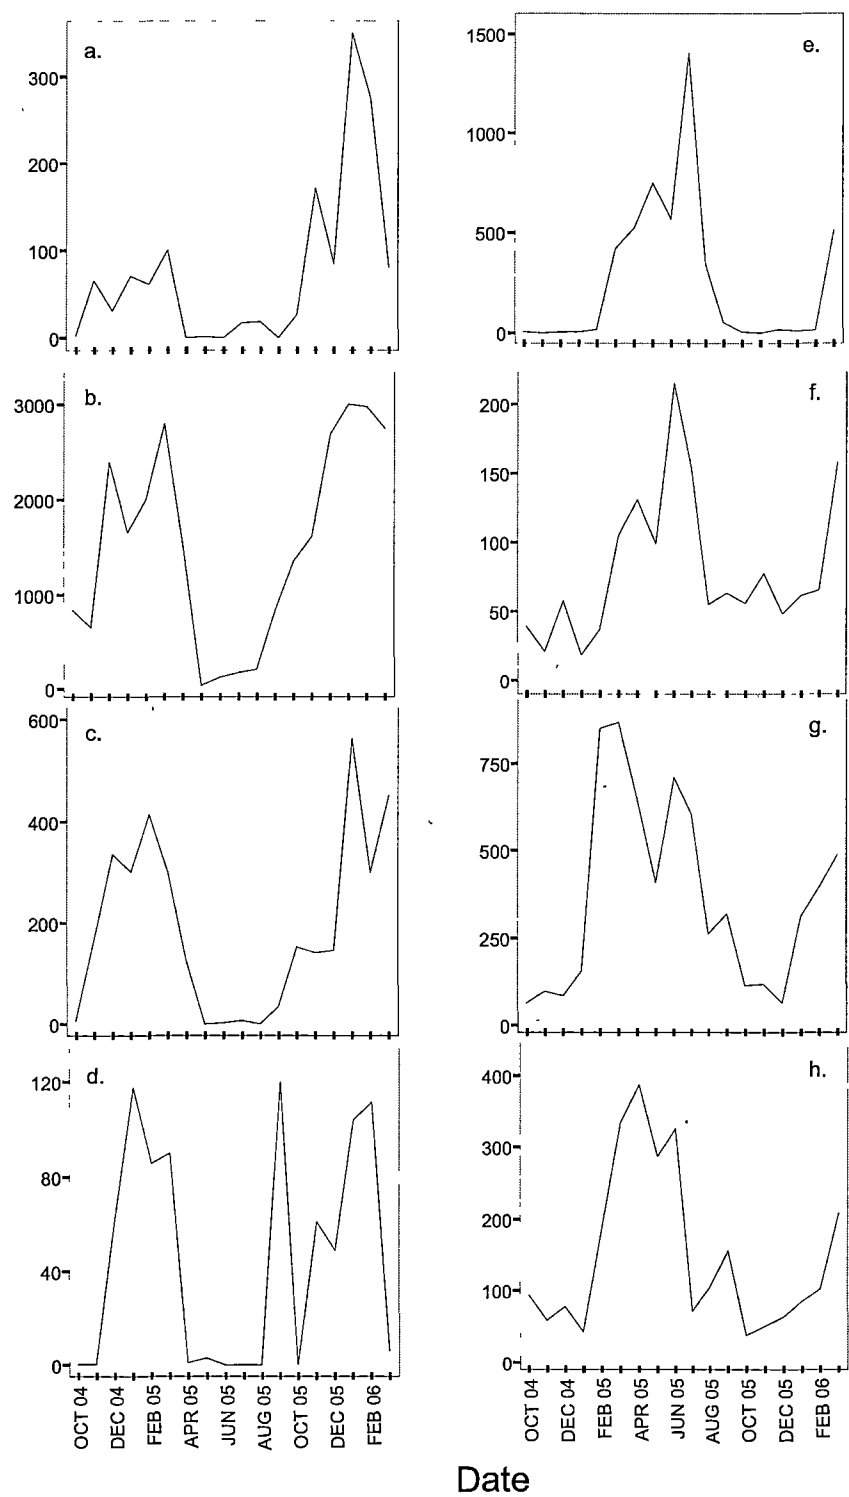 a.
300
200
100
0
b.
3000
2000
1000
0
c.
600
400
200
0
d.
120
80
40
0
OCT 04
DEC 04
FEB 05
APR 05
JUN 05
AUG 05
OCT 05
DEC 05
FEB 06
e.
1500
1000
500
0
f.
200
150
100
50
0
g.
750
500
250
0
h.
400
300
200
100
0
OCT 04
DEC 04
FEB 05
APR 05
JUN 05
AUG 05
OCT 05
DEC 05
FEB 06
Date